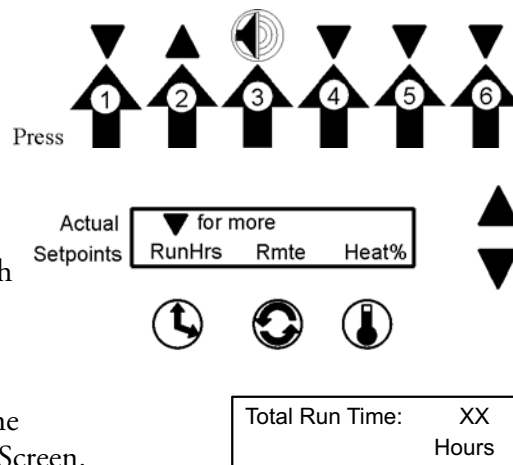 1 2 3 4 5 6
Press
Actual
for more
Setpoints
RunHrs Rmte Heat%
Total Run Time: XX
Hours
Screen.